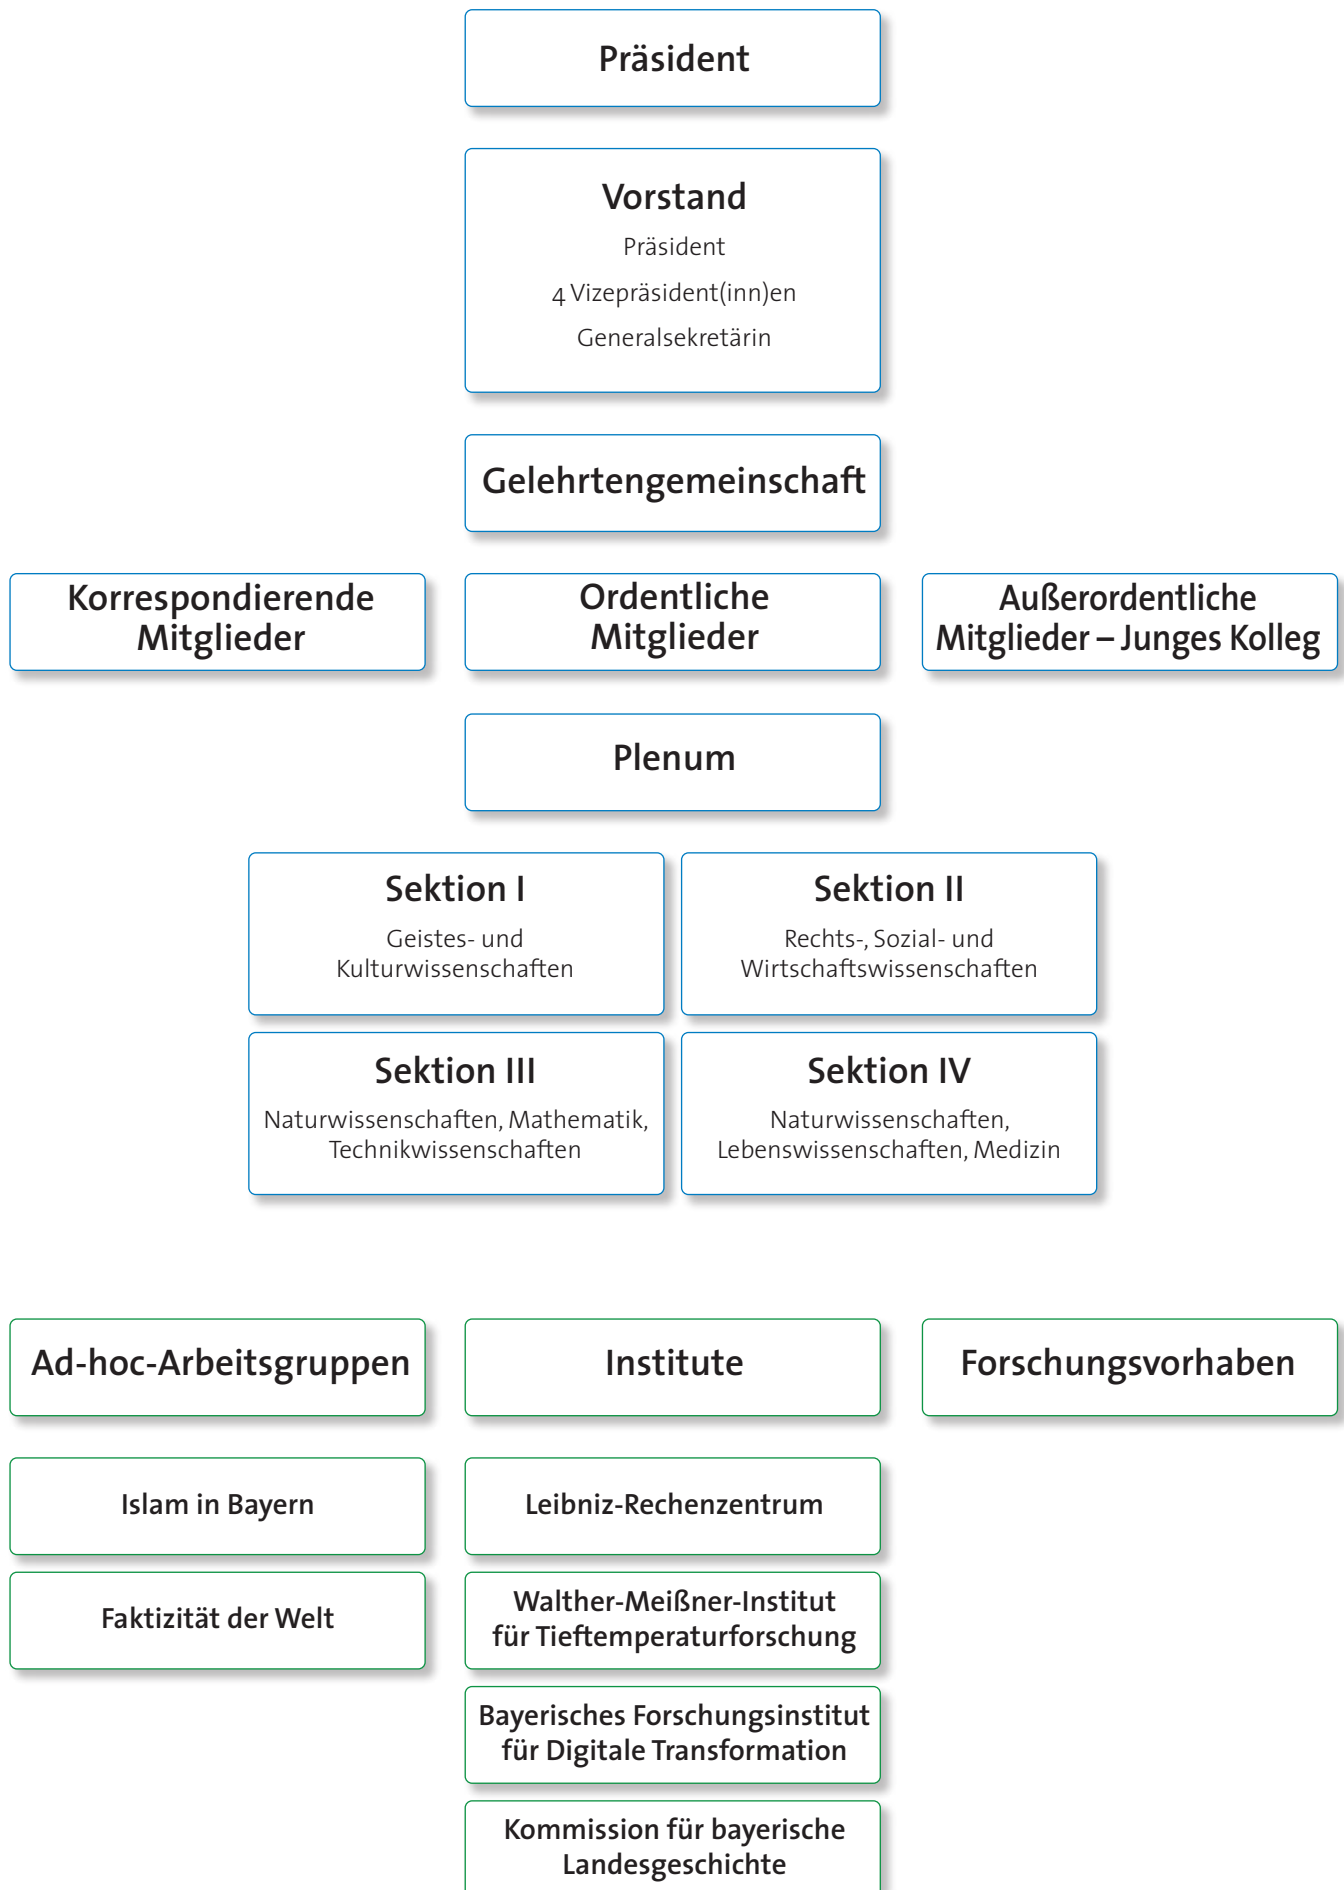 Präsident
Vorstand
Präsident
4 Vizepräsident(inn)en
Generalsekretärin
Gelehrtengemeinschaft
Korrespondierende
Mitglieder
Ordentliche
Mitglieder
Außerordentliche
Mitglieder – Junges Kolleg
Plenum
Sektion I
Geistes- und
Kulturwissenschaften
Sektion II
Rechts-, Sozial- und
Wirtschaftswissenschaften
Sektion III
Naturwissenschaften, Mathematik,
Technikwissenschaften
Sektion IV
Naturwissenschaften,
Lebenswissenschaften, Medizin
Ad-hoc-Arbeitsgruppen
Institute
Forschungsvorhaben
Islam in Bayern
Leibniz-Rechenzentrum
Faktizität der Welt
Walther-Meißner-Institut
für Tieftemperaturforschung
Bayerisches Forschungsinstitut
für Digitale Transformation
Kommission für bayerische
Landesgeschichte